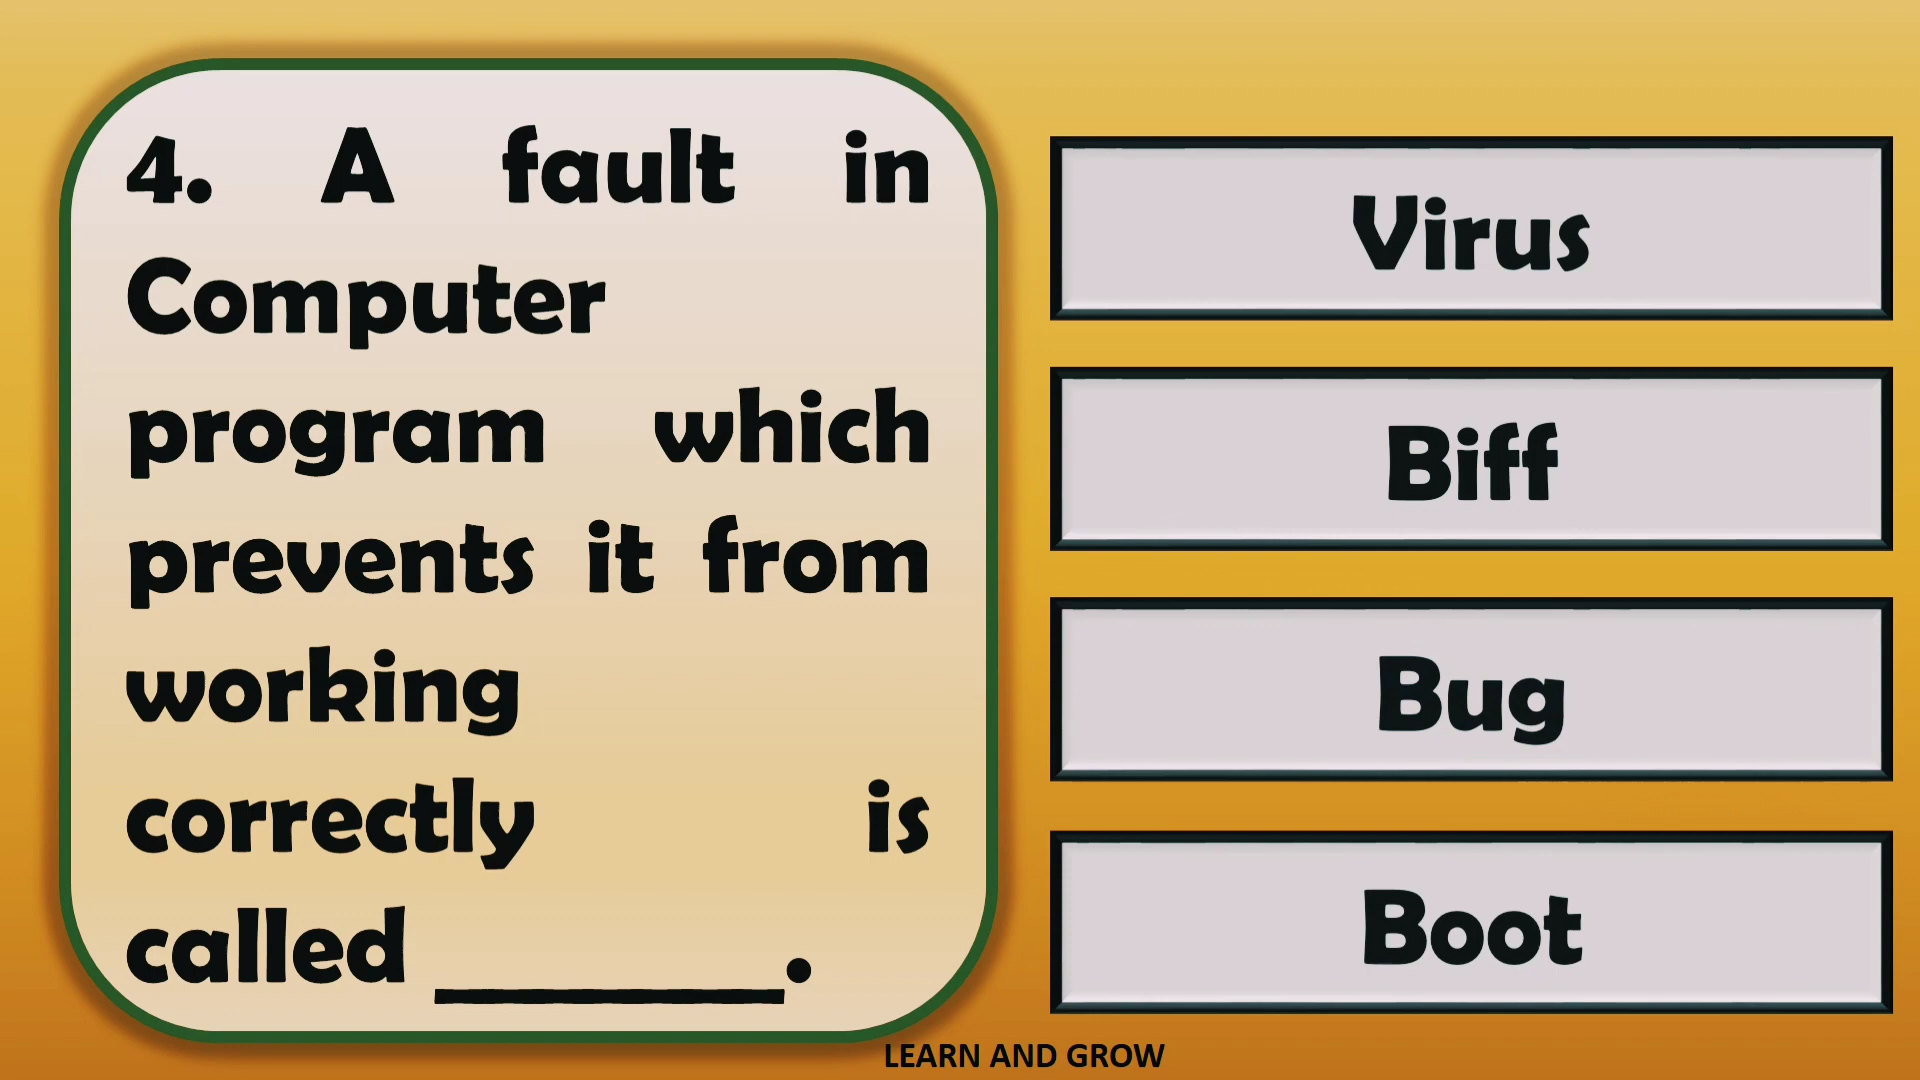 4. A fault in
Computer
program which
prevents it from
working
correctly is
called _______.
Virus
Biff
Bug
Boot
LEARN AND GROW